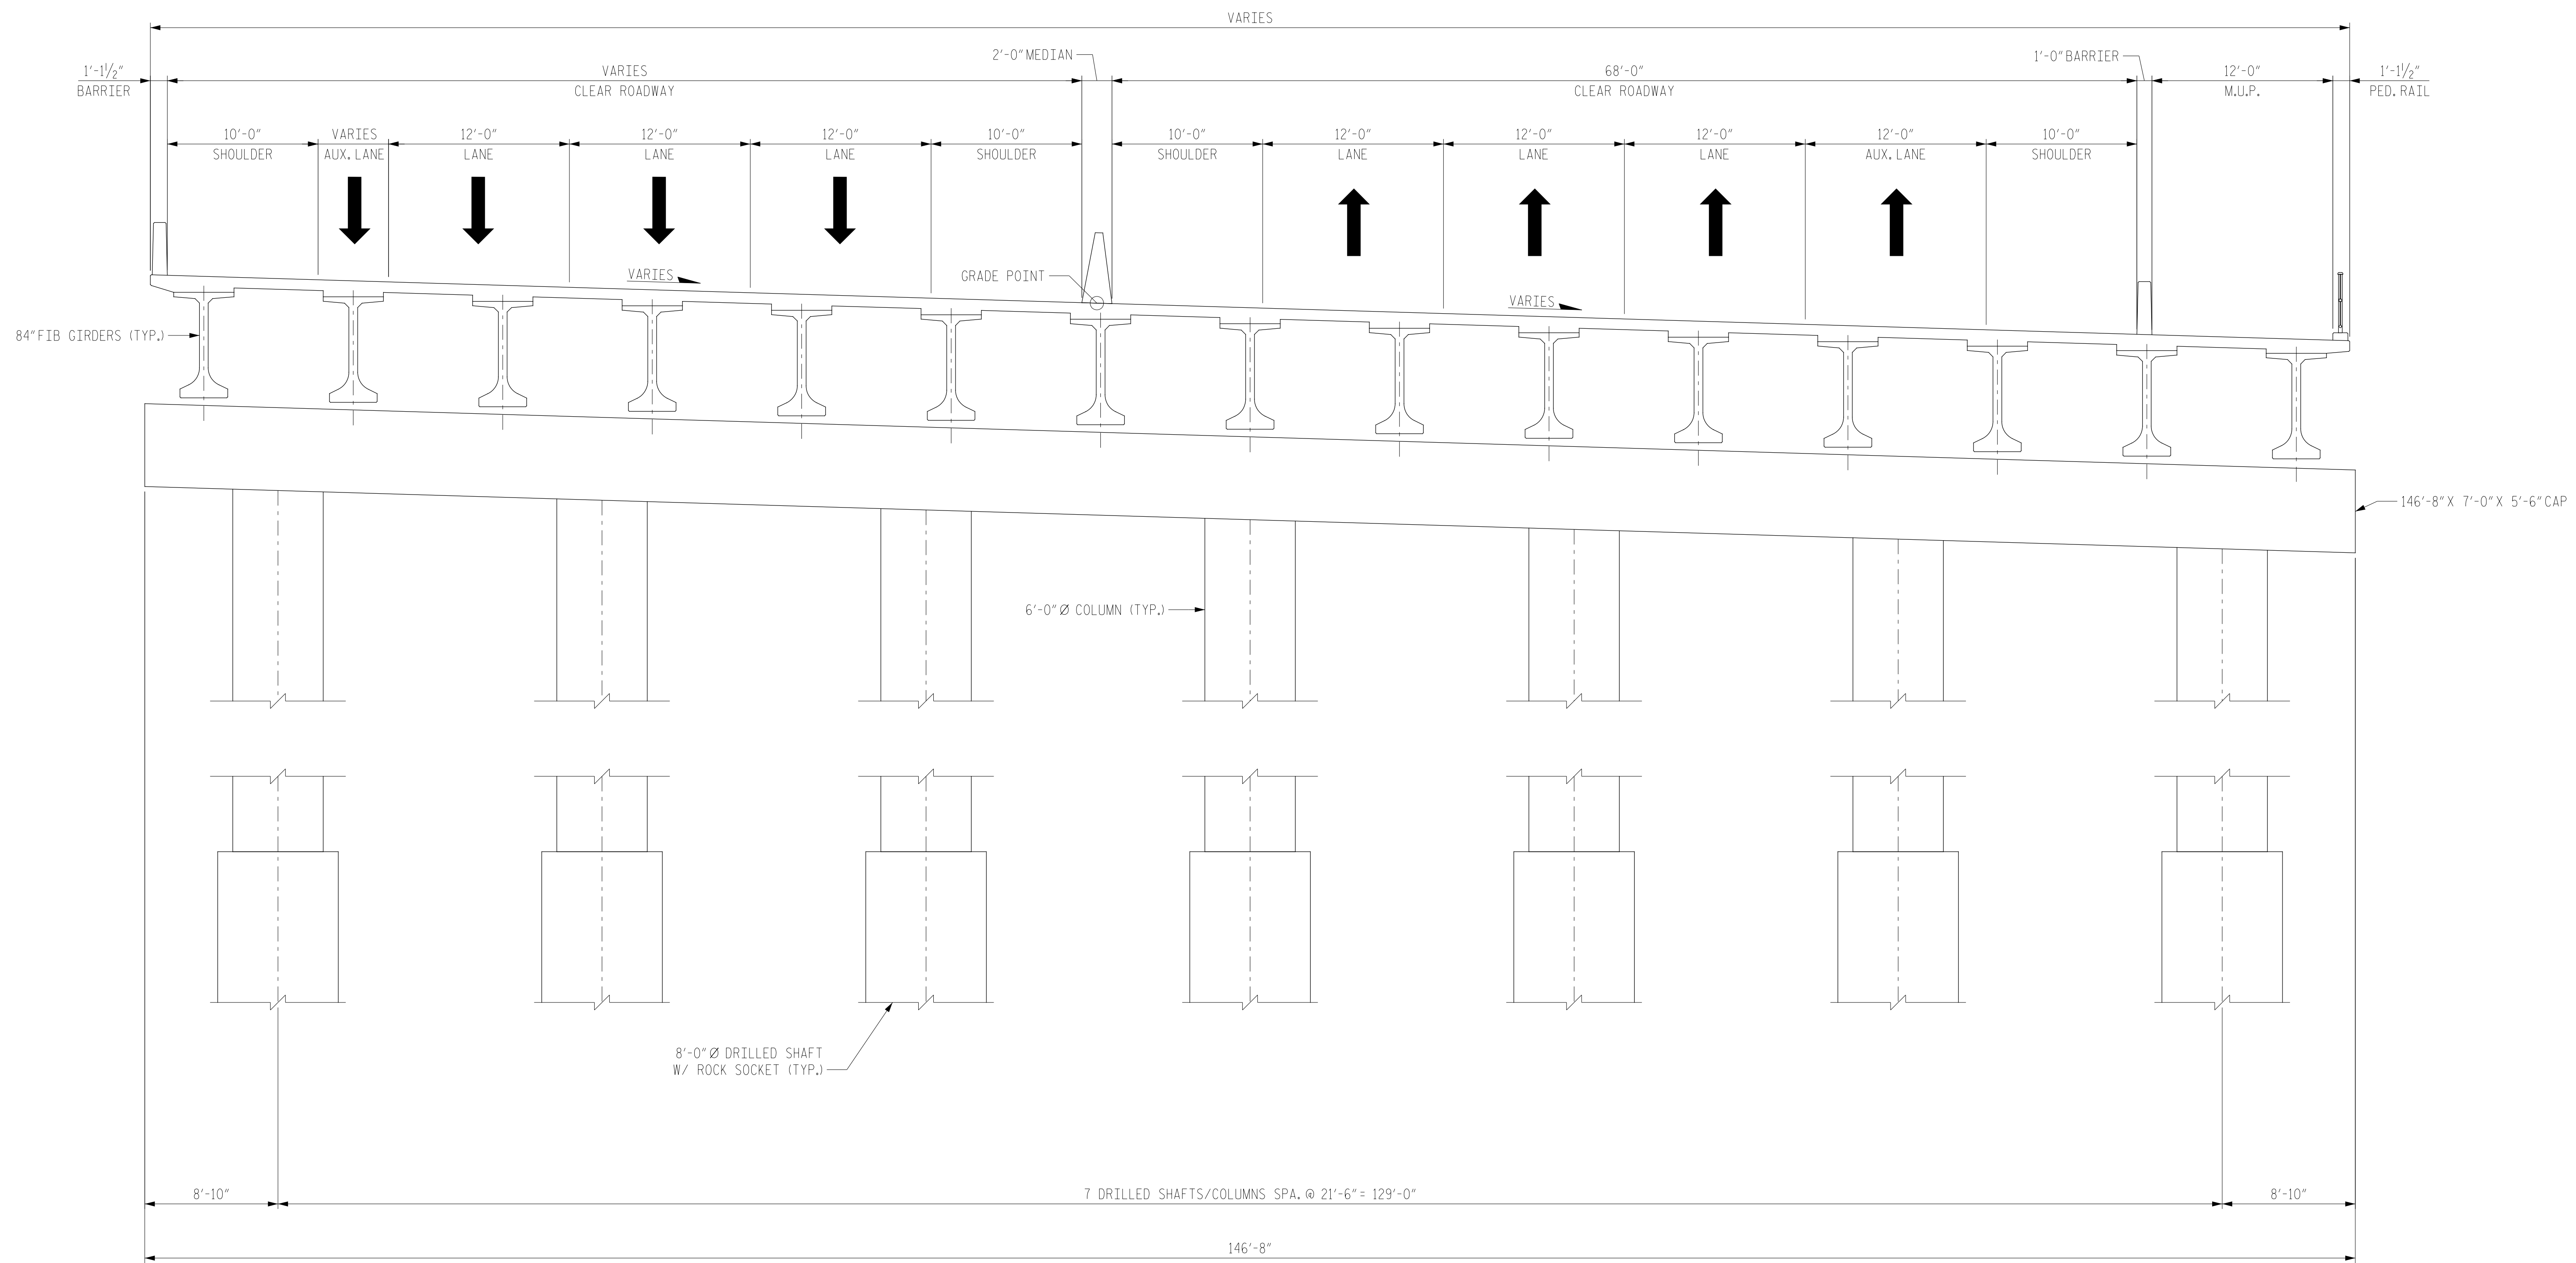 VARIES
2'-0" MEDIAN
1'-0" BARRIER
1'-1½"
BARRIER
VARIES
CLEAR ROADWAY
68'-0"
CLEAR ROADWAY
12'-0"
M.U.P.
1'-1½"
PED. RAIL
10'-0"
SHOULDER
VARIES
AUX. LANE
12'-0"
LANE
12'-0"
LANE
12'-0"
LANE
10'-0"
SHOULDER
10'-0"
SHOULDER
12'-0"
LANE
12'-0"
LANE
12'-0"
LANE
12'-0"
AUX. LANE
10'-0"
SHOULDER
VARIES
GRADE POINT
VARIES
84" FIB GIRDERS (TYP.)
146'-8" X 7'-0" X 5'-6" CAP
6'-0" Ø COLUMN (TYP.)
8'-0" Ø DRILLED SHAFT
W/ ROCK SOCKET (TYP.)
8'-10"
7 DRILLED SHAFTS/COLUMNS SPA. @ 21'-6" = 129'-0"
8'-10"
146'-8"